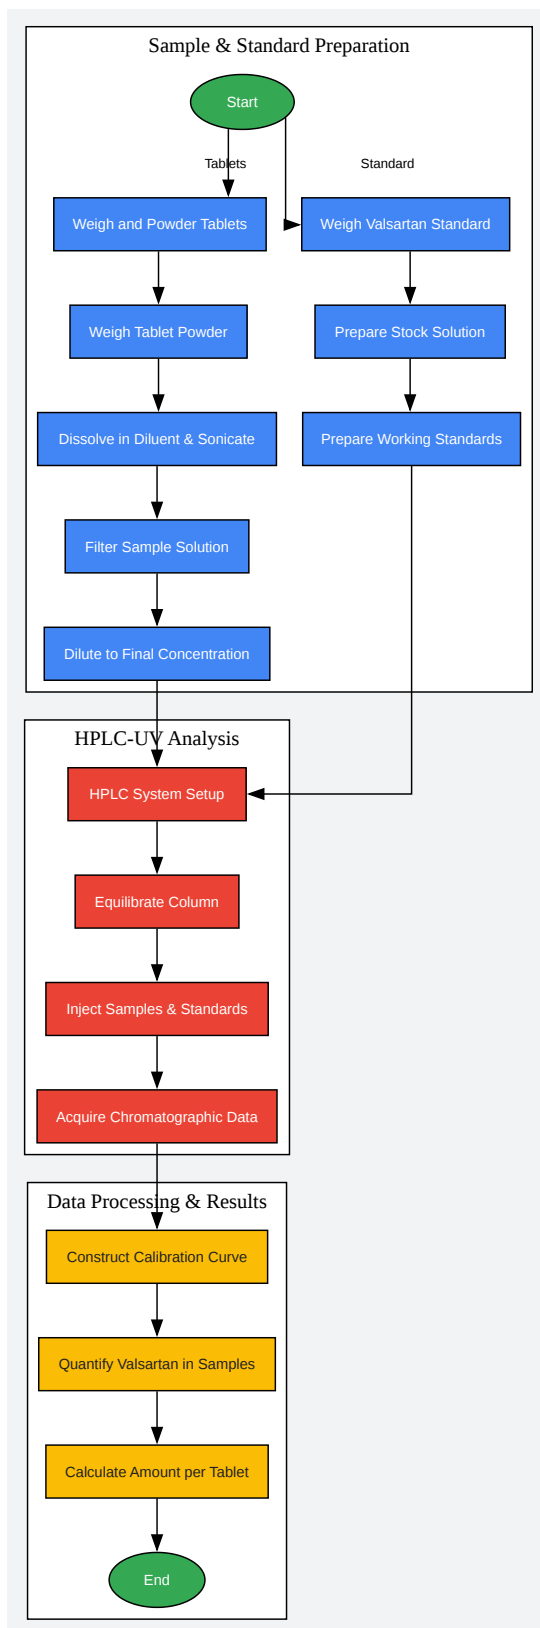 Sample & Standard Preparation
Start
Tablets
Standard
Weigh and Powder Tablets
Weigh Valsartan Standard
Weigh Tablet Powder
Prepare Stock Solution
Dissolve in Diluent & Sonicate
Prepare Working Standards
Filter Sample Solution
Dilute to Final Concentration
HPLC-UV Analysis
HPLC System Setup
Equilibrate Column
Inject Samples & Standards
Acquire Chromatographic Data
Data Processing & Results
Construct Calibration Curve
Quantify Valsartan in Samples
Calculate Amount per Tablet
End